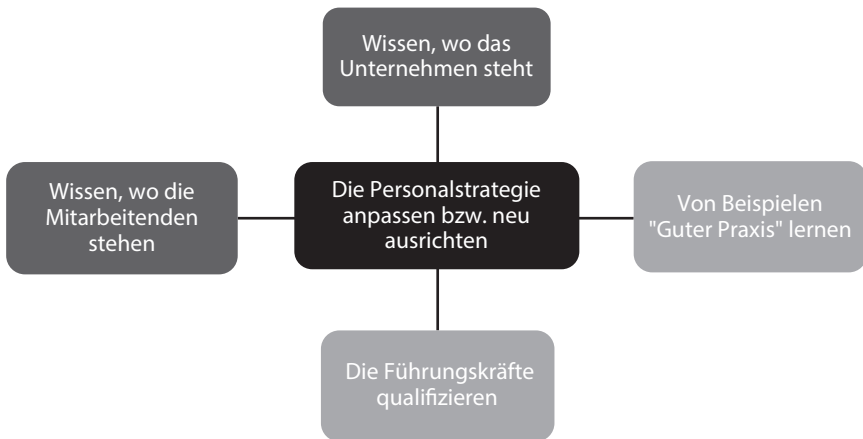 Wissen, wo das
Unternehmen steht
Wissen, wo die
Mitarbeitenden
stehen
Die Personalstrategie
anpassen bzw. neu
ausrichten
Von Beispielen
"Guter Praxis" lernen
Die Führungskräfte
qualifizieren